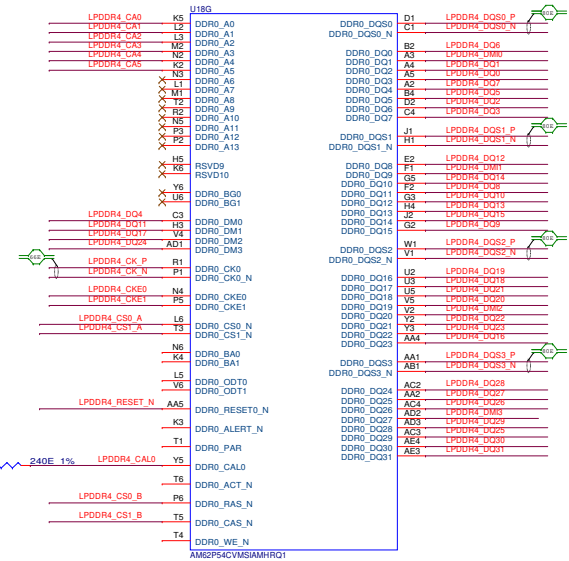 U18G
LPDDR4_CA0 K5 DDR0_A0
LPDDR4_CA1 L2 DDR0_A1
LPDDR4_CA2 L3 DDR0_A2
LPDDR4_CA3 M2 DDR0_A3
LPDDR4_CA4 N2 DDR0_A4
LPDDR4_CA5 K2 DDR0_A5
N3 DDR0_A6
L1 DDR0_A7
M1 DDR0_A8
T2 DDR0_A9
R2 DDR0_A10
N5 DDR0_A11
P3 DDR0_A12
P2 DDR0_A13
H5 RSVD9
K6 RSVD10
Y6 DDR0_BG0
U6 DDR0_BG1
LPDDR4_DQ4 C3 DDR0_DM0
LPDDR4_DQ11 H3 DDR0_DM1
LPDDR4_DQ17 V4 DDR0_DM2
LPDDR4_DQ24 AD1 DDR0_DM3
LPDDR4_CK_P R1 DDR0_CK0
LPDDR4_CK_N P1 DDR0_CK0_N
LPDDR4_CKE0 N4 DDR0_CKE0
LPDDR4_CKE1 P5 DDR0_CKE1
LPDDR4_CS0_A L6 DDR0_CS0_N
LPDDR4_CS1_A T3 DDR0_CS1_N
N6 DDR0_BA0
K4 DDR0_BA1
L5 DDR0_ODT0
V6 DDR0_ODT1
LPDDR4_RESET_N AA5 DDR0_RESET0_N
K3 DDR0_ALERT_N
T1 DDR0_PAR
240E_1% LPDDR4_CAL0 Y5 DDR0_CAL0
T6 DDR0_ACT_N
LPDDR4_CS0_B P6 DDR0_RAS_N
LPDDR4_CS1_B T5 DDR0_CAS_N
T4 DDR0_WE_N
DDR0_DQS0 D1 LPDDR4_DQS0_P
DDR0_DQS0_N C1 LPDDR4_DQS0_N
DDR0_DQ0 B2 LPDDR4_DQ6
DDR0_DQ1 A3 LPDDR4_DMI0
DDR0_DQ2 A4 LPDDR4_DQ1
DDR0_DQ3 A5 LPDDR4_DQ0
DDR0_DQ4 A2 LPDDR4_DQ7
DDR0_DQ5 B4 LPDDR4_DQ5
DDR0_DQ6 D2 LPDDR4_DQ2
DDR0_DQ7 C4 LPDDR4_DQ3
DDR0_DQS1 J1 LPDDR4_DQS1_P
DDR0_DQS1_N H1 LPDDR4_DQS1_N
DDR0_DQ8 E2 LPDDR4_DQ12
DDR0_DQ9 F1 LPDDR4_DMI1
DDR0_DQ10 G5 LPDDR4_DQ14
DDR0_DQ11 F2 LPDDR4_DQ8
DDR0_DQ12 G3 LPDDR4_DQ10
DDR0_DQ13 H4 LPDDR4_DQ13
DDR0_DQ14 J2 LPDDR4_DQ15
DDR0_DQ15 G2 LPDDR4_DQ9
DDR0_DQS2 W1 LPDDR4_DQS2_P
DDR0_DQS2_N V1 LPDDR4_DQS2_N
DDR0_DQ16 U2 LPDDR4_DQ19
DDR0_DQ17 U3 LPDDR4_DQ18
DDR0_DQ18 U5 LPDDR4_DQ21
DDR0_DQ19 V5 LPDDR4_DQ20
DDR0_DQ20 V2 LPDDR4_DMI2
DDR0_DQ21 Y2 LPDDR4_DQ22
DDR0_DQ22 Y3 LPDDR4_DQ23
DDR0_DQ23 AA4 LPDDR4_DQ16
DDR0_DQS3 AA1 LPDDR4_DQS3_P
DDR0_DQS3_N AB1 LPDDR4_DQS3_N
DDR0_DQ24 AC2 LPDDR4_DQ28
DDR0_DQ25 AA2 LPDDR4_DQ27
DDR0_DQ26 AC4 LPDDR4_DQ26
DDR0_DQ27 AD2 LPDDR4_DMI3
DDR0_DQ28 AD3 LPDDR4_DQ29
DDR0_DQ29 AC3 LPDDR4_DQ25
DDR0_DQ30 AE4 LPDDR4_DQ30
DDR0_DQ31 AE3 LPDDR4_DQ31
AM62P54CVMSIAMHRQ1